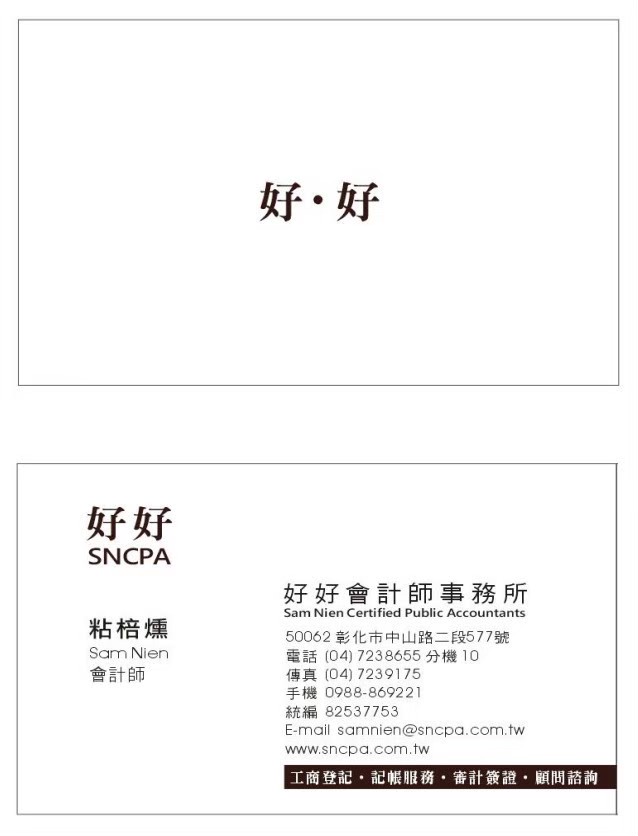 好・好
好好
SNCPA
粘棓燻
Sam Nien
會計師
好好會計師事務所
Sam Nien Certified Public Accountants
50062 彰化市中山路二段577號
電話 (04) 7238655 分機 10
傳真 (04) 7239175
手機 0988-869221
統編 82537753
E-mail samnien@sncpa.com.tw
www.sncpa.com.tw
工商登記・記帳服務・審計簽證・顧問諮詢